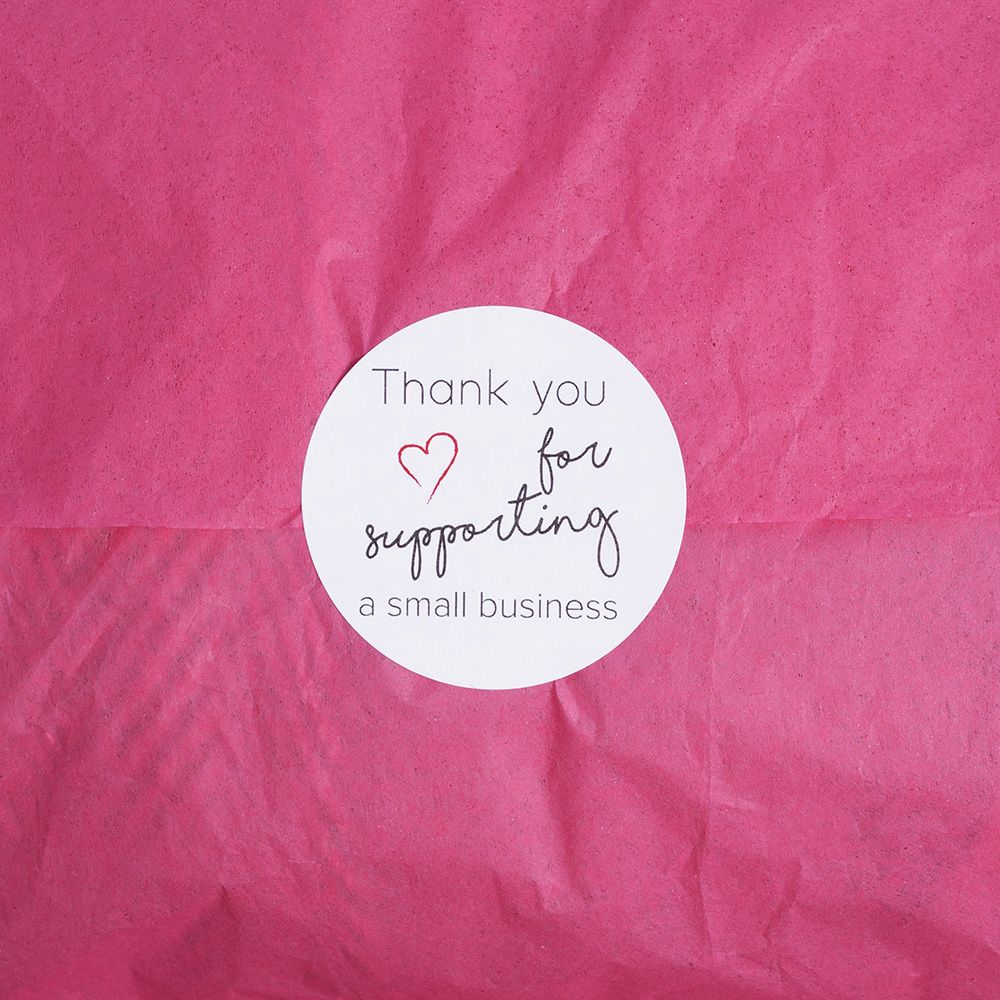 Thank you
for
supporting
a small business